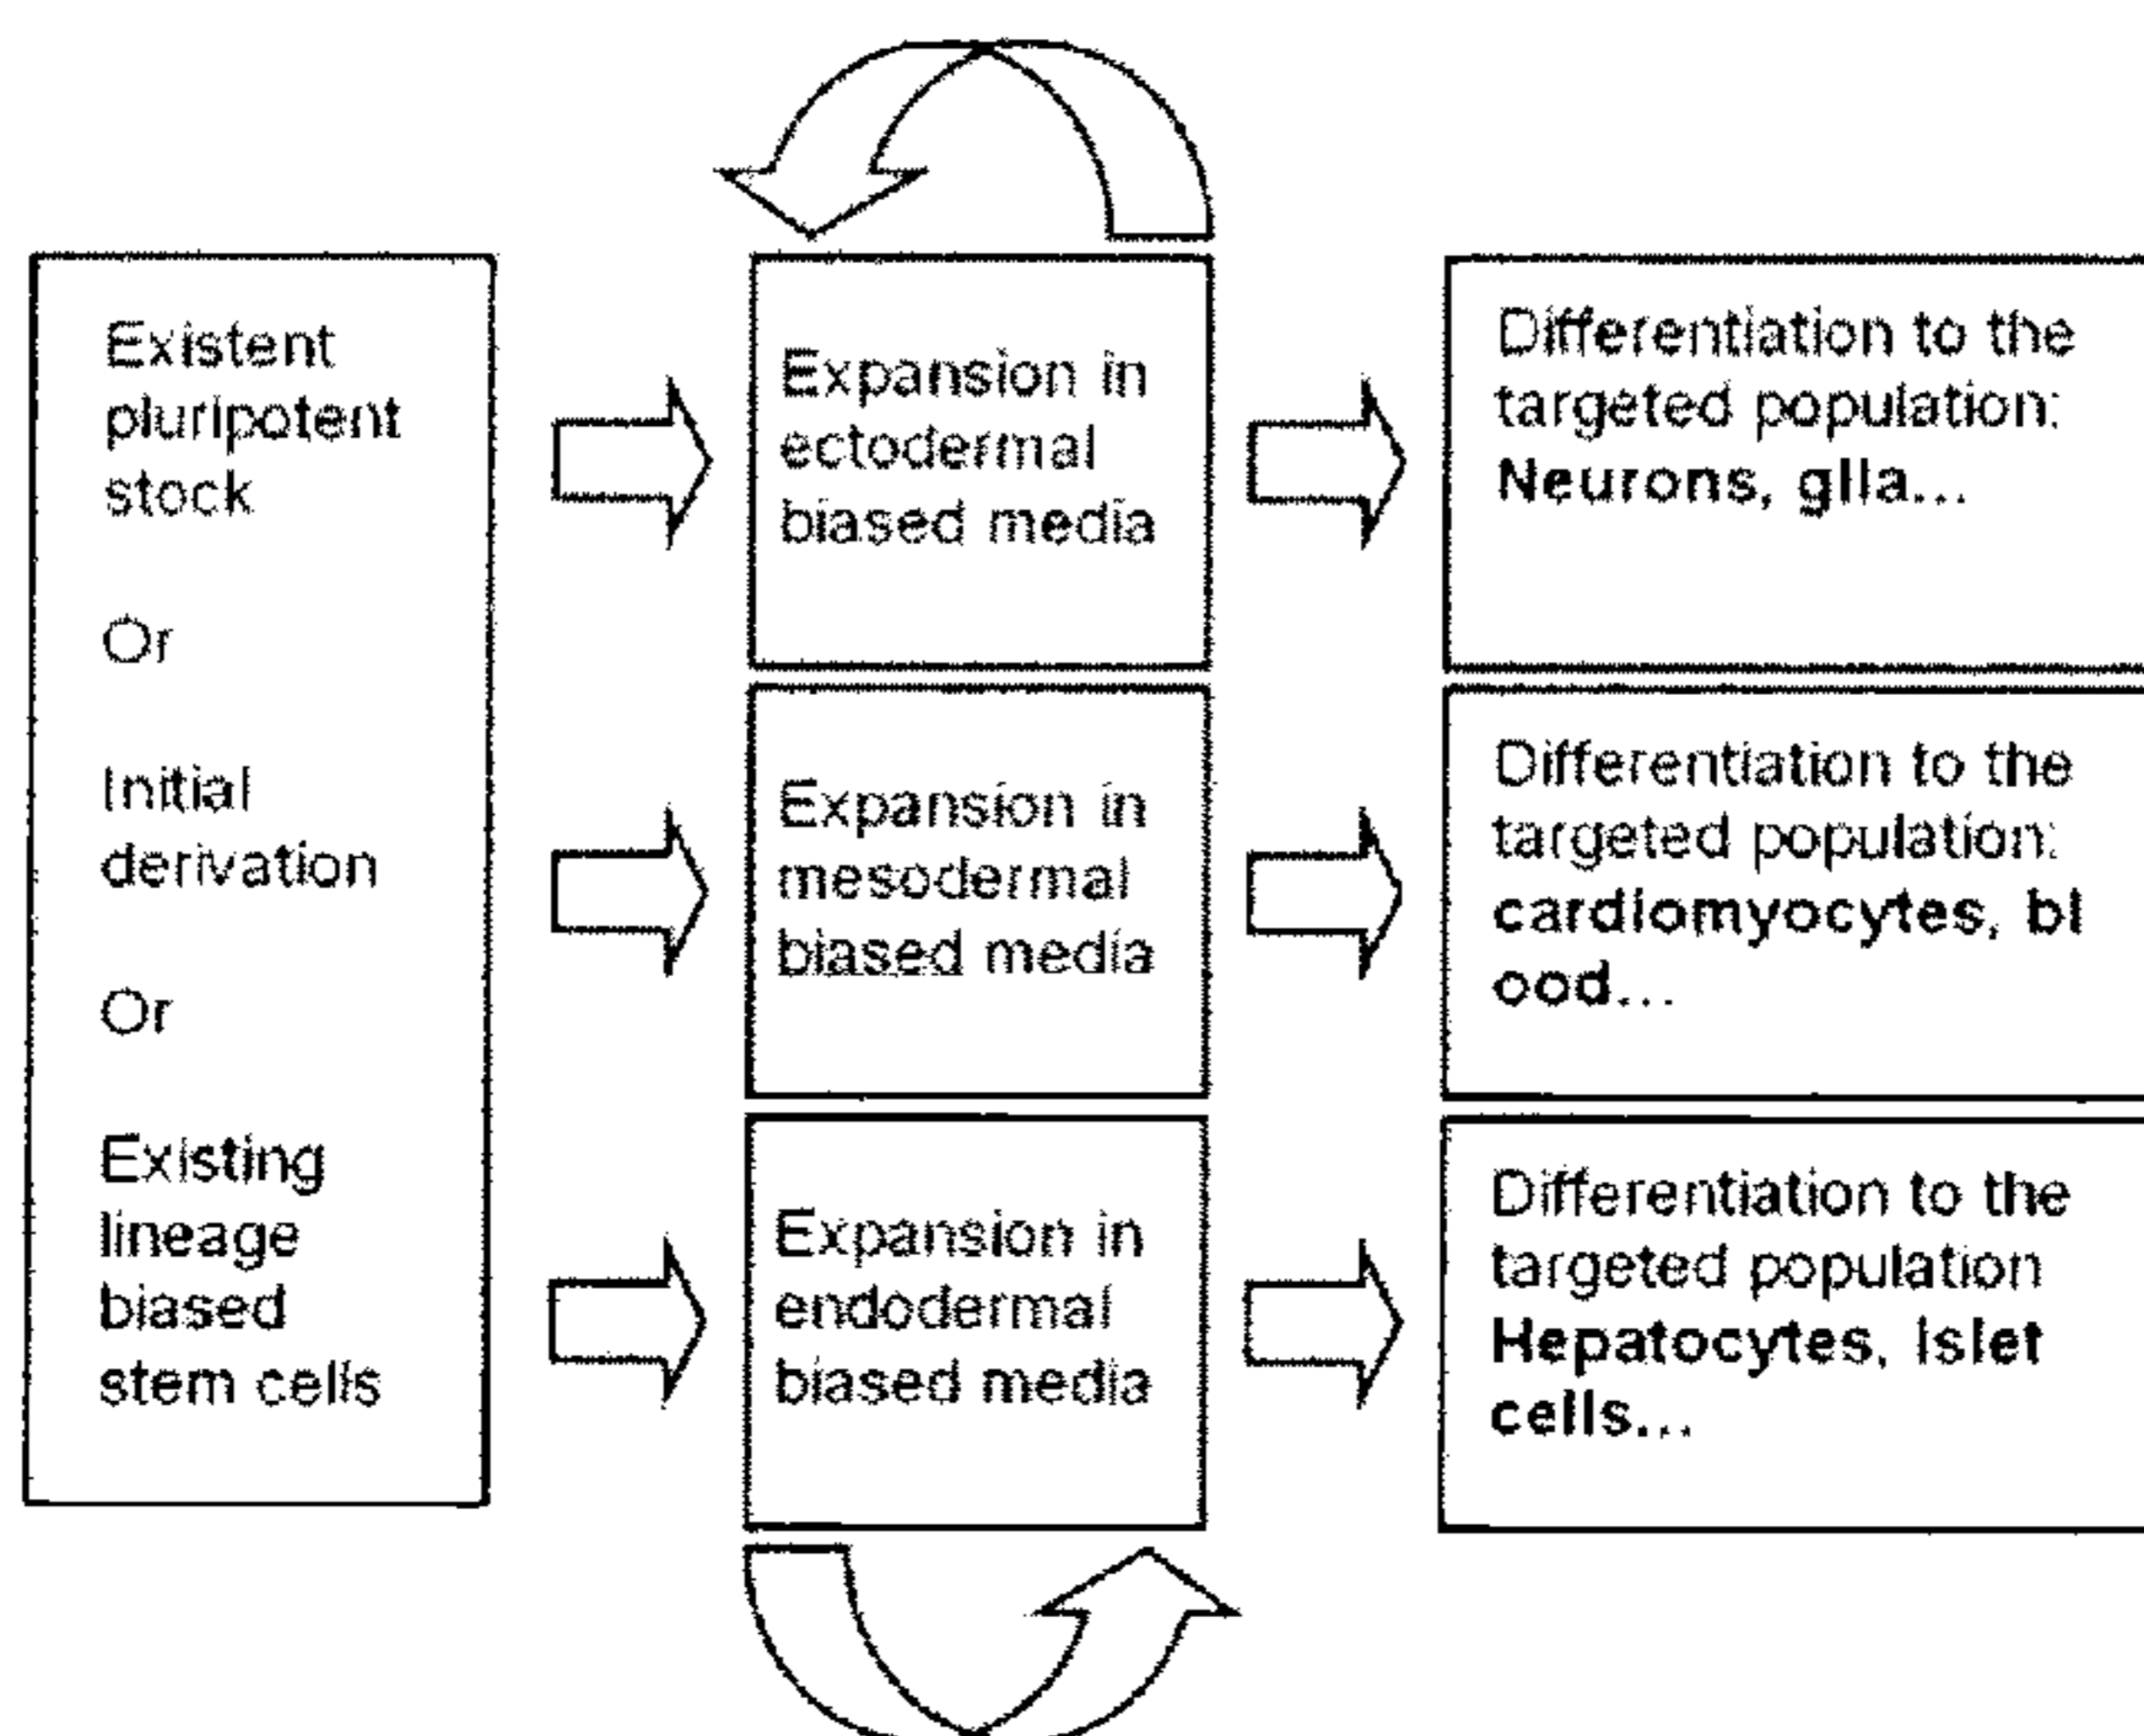 Existent
pluripotent
stock
Or
Initial
derivation
Or
Existing
lineage
biased
stem cells
Expansion in
ectodermal
biased media
Expansion in
mesodermal
biased media
Expansion in
endodermal
biased media
Differentiation to the
targeted population:
Neurons, glia...
Differentiation to the
targeted population:
cardiomyocytes, bl
ood...
Differentiation to the
targeted population
Hepatocytes, Islet
cells...